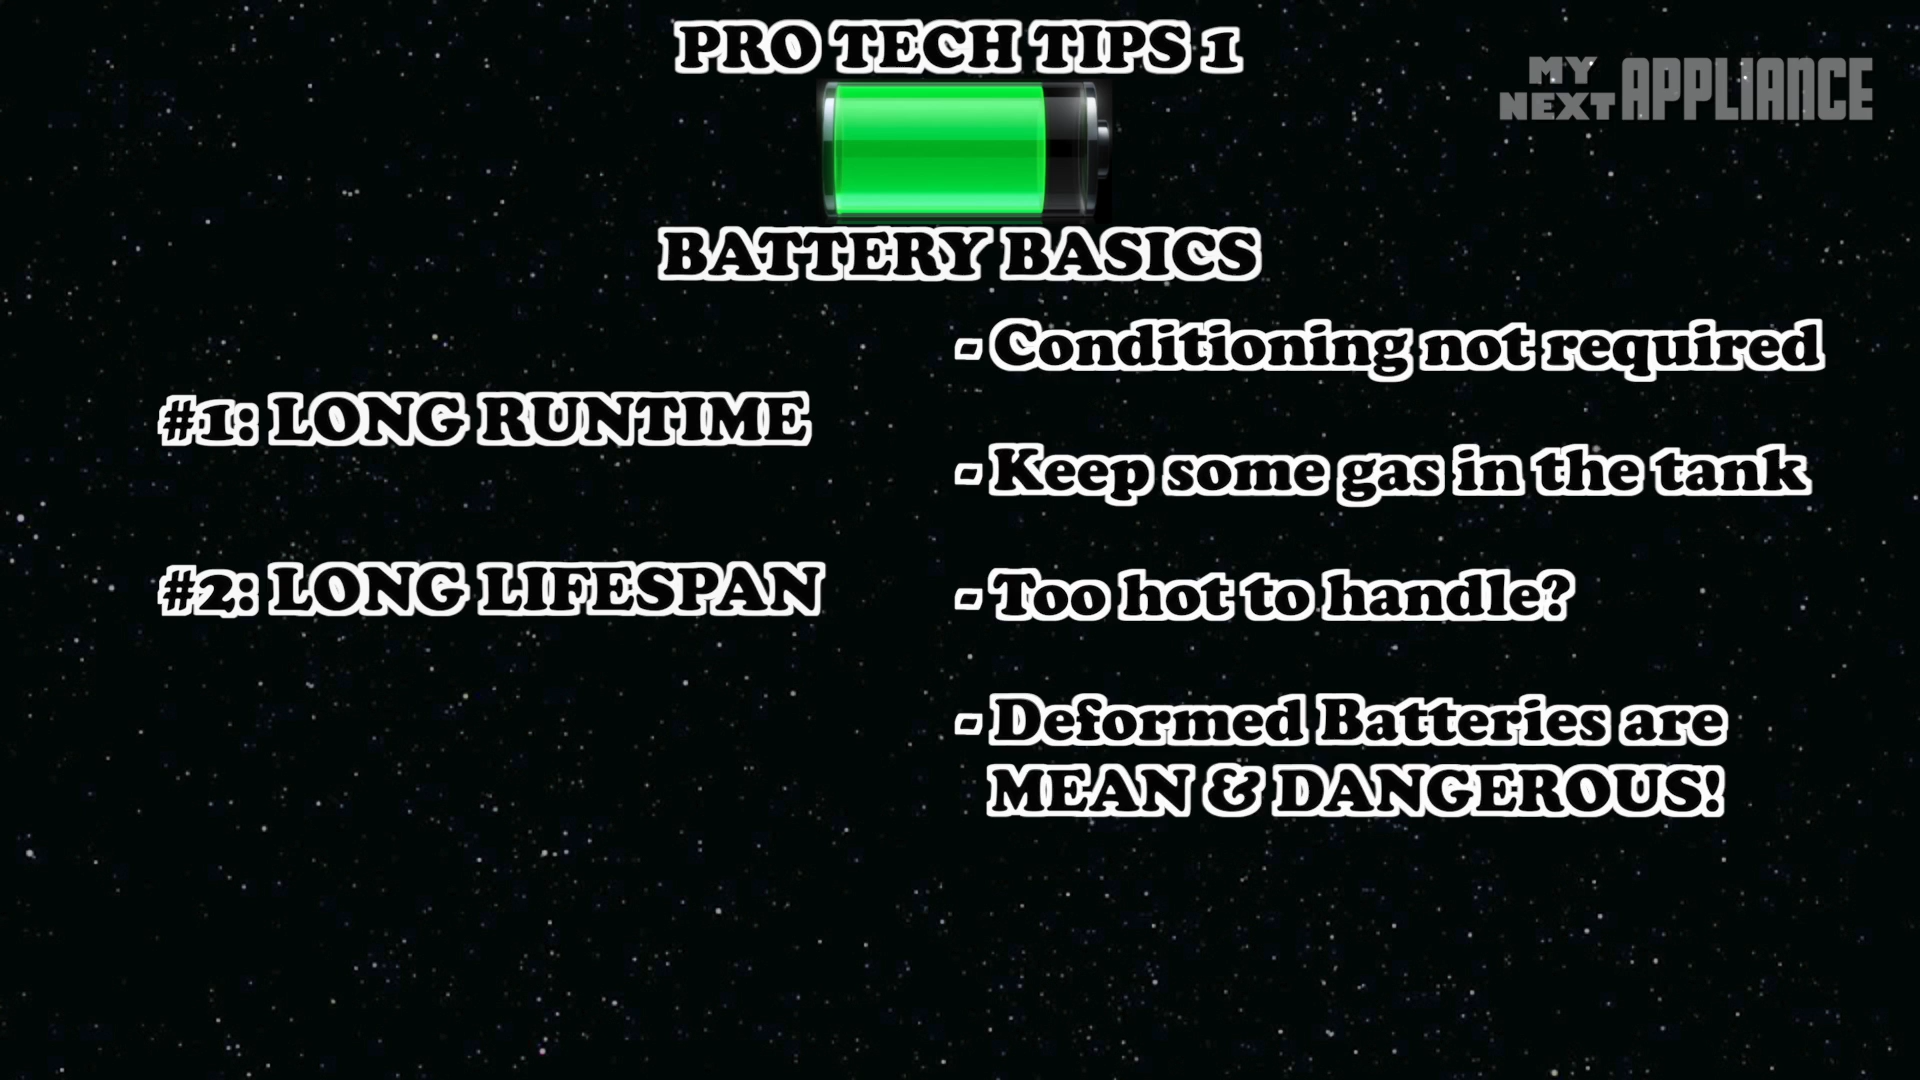 PRO TECH TIPS 1
MY NEXT APPLIANCE
BATTERY BASICS
#1: LONG RUNTIME
#2: LONG LIFESPAN
- Conditioning not required
- Keep some gas in the tank
- Too hot to handle?
- Deformed Batteries are
MEAN & DANGEROUS!